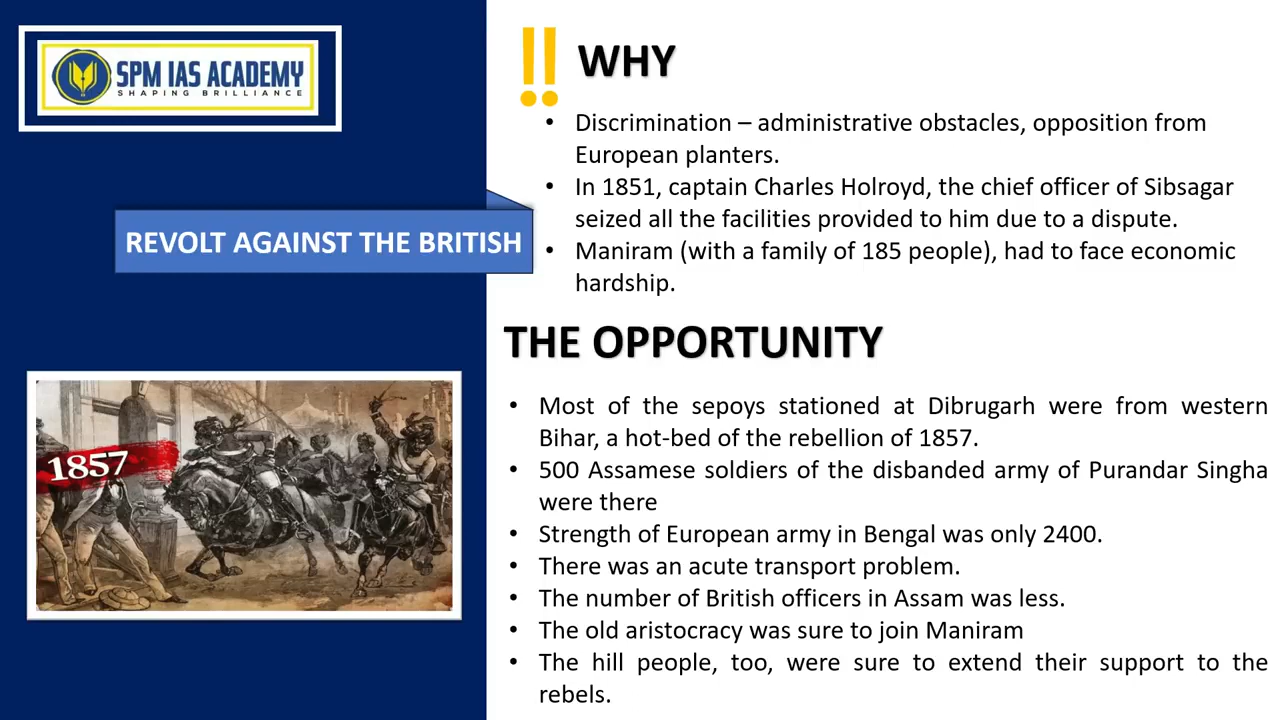 SPM IAS ACADEMY
SHAPING BRILLIANCE
REVOLT AGAINST THE BRITISH
1857
WHY
• Discrimination – administrative obstacles, opposition from
European planters.
• In 1851, captain Charles Holroyd, the chief officer of Sibsagar
seized all the facilities provided to him due to a dispute.
• Maniram (with a family of 185 people), had to face economic
hardship.
THE OPPORTUNITY
• Most of the sepoys stationed at Dibrugarh were from western
Bihar, a hot-bed of the rebellion of 1857.
• 500 Assamese soldiers of the disbanded army of Purandar Singha
were there
• Strength of European army in Bengal was only 2400.
• There was an acute transport problem.
• The number of British officers in Assam was less.
• The old aristocracy was sure to join Maniram
• The hill people, too, were sure to extend their support to the
rebels.